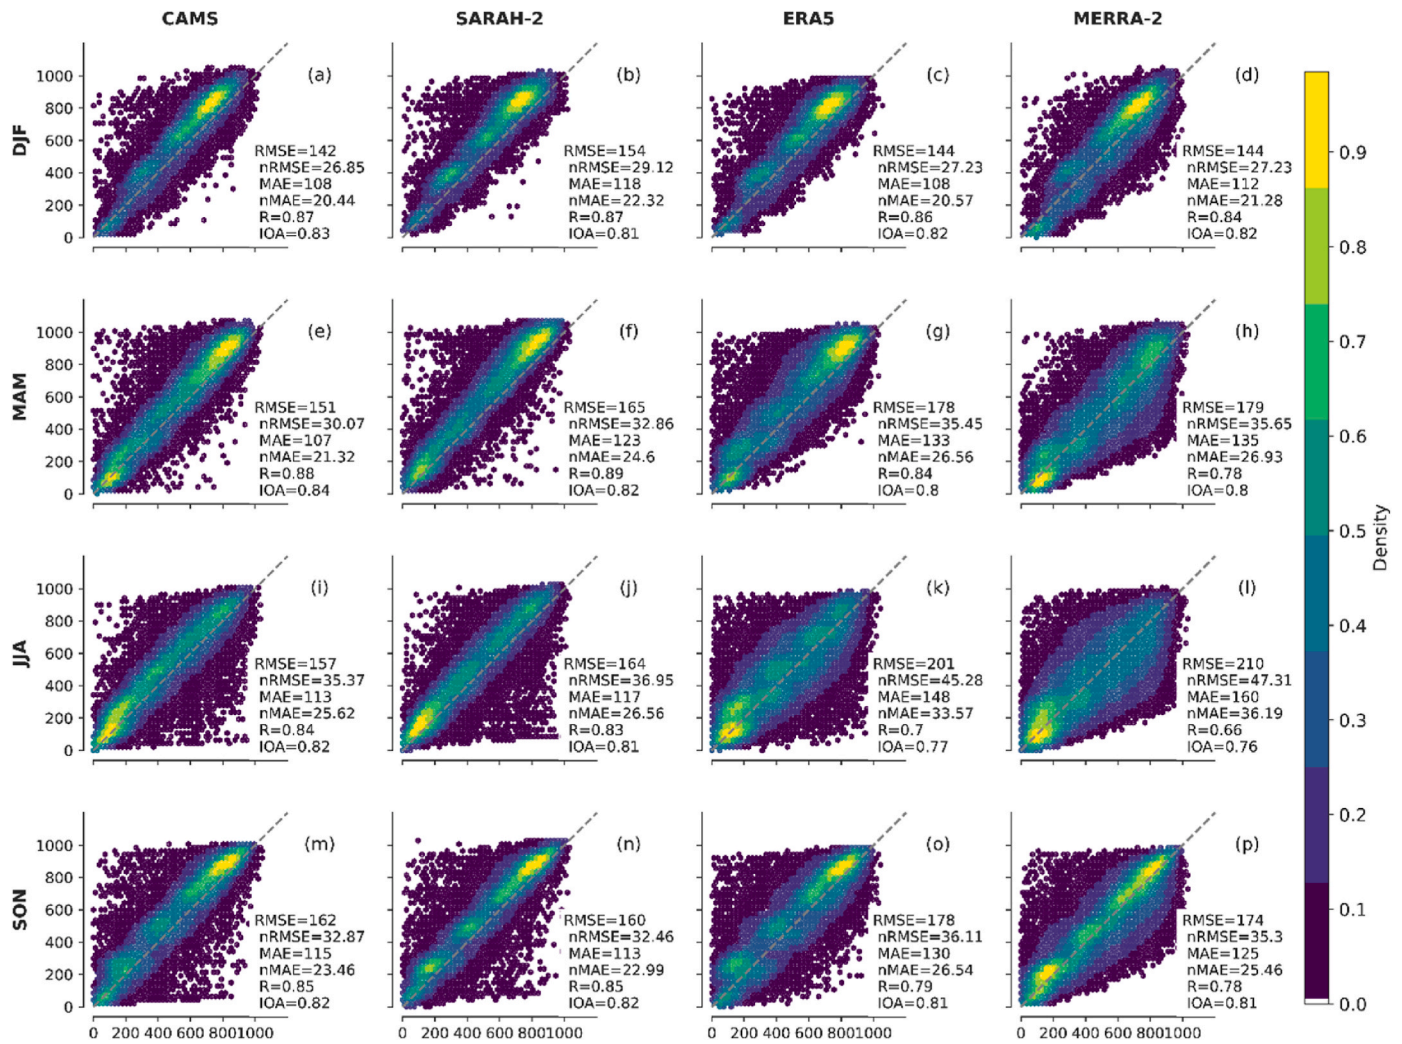 CAMS SARAH-2 ERA5 MERRA-2
DJF
1000
800
600
400
200
0
(a)
RMSE=142
nRMSE=26.85
MAE=108
nMAE=20.44
R=0.87
IOA=0.83
(b)
RMSE=154
nRMSE=29.12
MAE=118
nMAE=22.32
R=0.87
IOA=0.81
(c)
RMSE=144
nRMSE=27.23
MAE=108
nMAE=20.57
R=0.86
IOA=0.82
(d)
RMSE=144
nRMSE=27.23
MAE=112
nMAE=21.28
R=0.84
IOA=0.82
MAM
1000
800
600
400
200
0
(e)
RMSE=151
nRMSE=30.07
MAE=107
nMAE=21.32
R=0.88
IOA=0.84
(f)
RMSE=165
nRMSE=32.86
MAE=123
nMAE=24.6
R=0.89
IOA=0.82
(g)
RMSE=178
nRMSE=35.45
MAE=133
nMAE=26.56
R=0.84
IOA=0.8
(h)
RMSE=179
nRMSE=35.65
MAE=135
nMAE=26.93
R=0.78
IOA=0.8
JJA
1000
800
600
400
200
0
(i)
RMSE=157
nRMSE=35.37
MAE=113
nMAE=25.62
R=0.84
IOA=0.82
(j)
RMSE=164
nRMSE=36.95
MAE=117
nMAE=26.56
R=0.83
IOA=0.81
(k)
RMSE=201
nRMSE=45.28
MAE=148
nMAE=33.57
R=0.7
IOA=0.77
(l)
RMSE=210
nRMSE=47.31
MAE=160
nMAE=36.19
R=0.66
IOA=0.76
SON
1000
800
600
400
200
0
(m)
RMSE=162
nRMSE=32.87
MAE=115
nMAE=23.46
R=0.85
IOA=0.82
(n)
RMSE=160
nRMSE=32.46
MAE=113
nMAE=22.99
R=0.85
IOA=0.82
(o)
RMSE=178
nRMSE=36.11
MAE=130
nMAE=26.54
R=0.79
IOA=0.81
(p)
RMSE=174
nRMSE=35.3
MAE=125
nMAE=25.46
R=0.78
IOA=0.81
0 200 400 600 8001000
0 200 400 600 8001000
0 200 400 600 8001000
0 200 400 600 8001000
0.9
0.8
0.7
0.6
0.5
0.4
0.3
0.2
0.1
0.0
Density